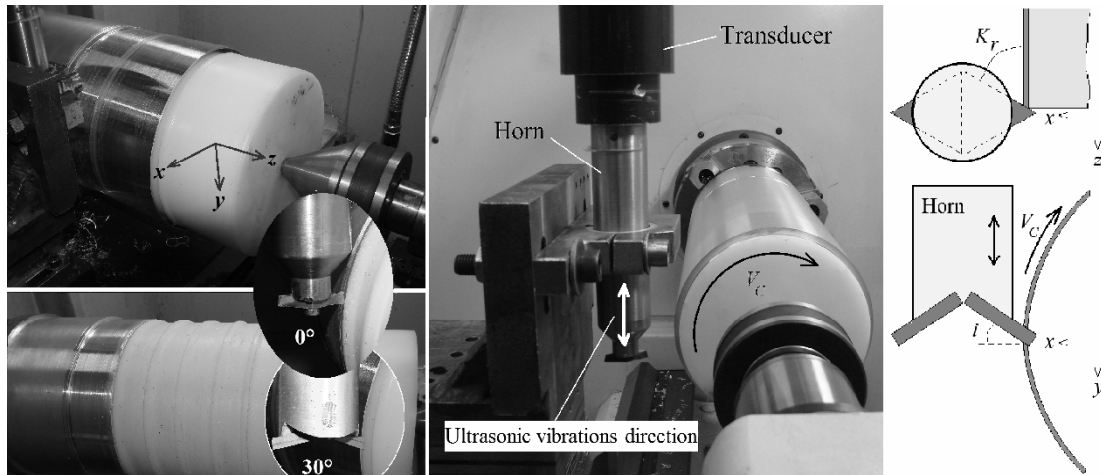 x
y
z
0°
30°
Transducer
Horn
V_C
Ultrasonic vibrations direction
K_r
x <
v
z
Horn
V_C
i
x <
v
y